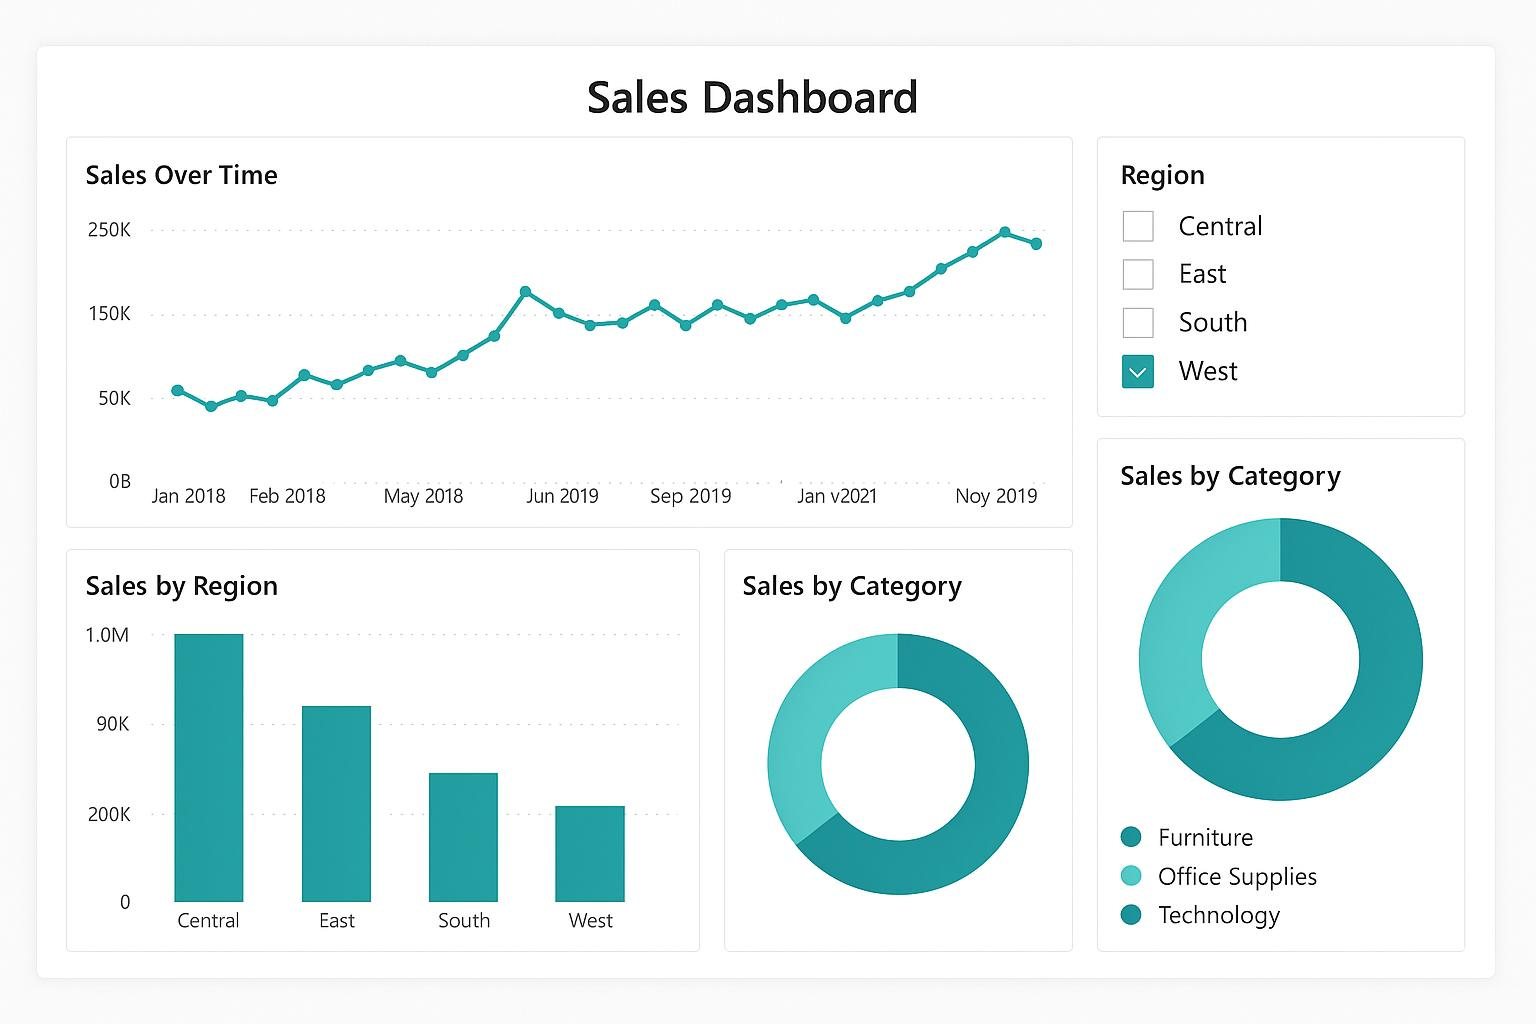 Sales Dashboard
Sales Over Time
250K
150K
50K
0B
Jan 2018 Feb 2018 May 2018 Jun 2019 Sep 2019 Jan v2021 Noy 2019
Region
Central
East
South
West
Sales by Region
1.0M
90K
200K
0
Central East South West
Sales by Category
Sales by Category
Furniture
Office Supplies
Technology